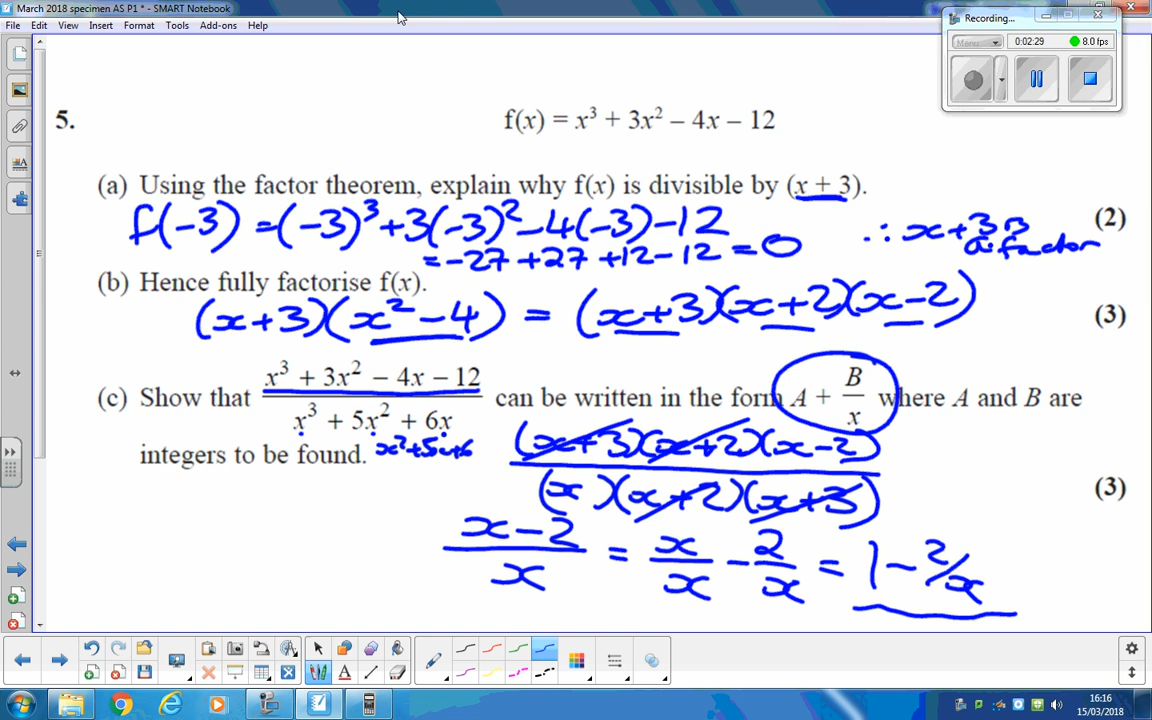 March 2018 specimen AS P1 * - SMART Notebook
File Edit View Insert Format Tools Add-ons Help
Recording...
Menu
0:02:29 8.0 fps
5. f(x) = x³ + 3x² – 4x – 12
(a) Using the factor theorem, explain why f(x) is divisible by (x + 3).
(2)
f(-3) = (-3)³ + 3(-3)² - 4(-3) - 12
= -27 + 27 + 12 - 12 = 0
∴ x+3 is
a factor
(b) Hence fully factorise f(x).
(x+3)(x² - 4) = (x+3)(x+2)(x-2)
(3)
(c) Show that (x³ + 3x² – 4x – 12)/(x³ + 5x² + 6x) can be written in the form A + B/x where A and B are
integers to be found.
x²+5x+6
(x+3)(x+2)(x-2)
(x )(x+2)(x+3)
(3)
x-2/x = x/x - 2/x = 1 - 2/x
16:16
15/03/2018